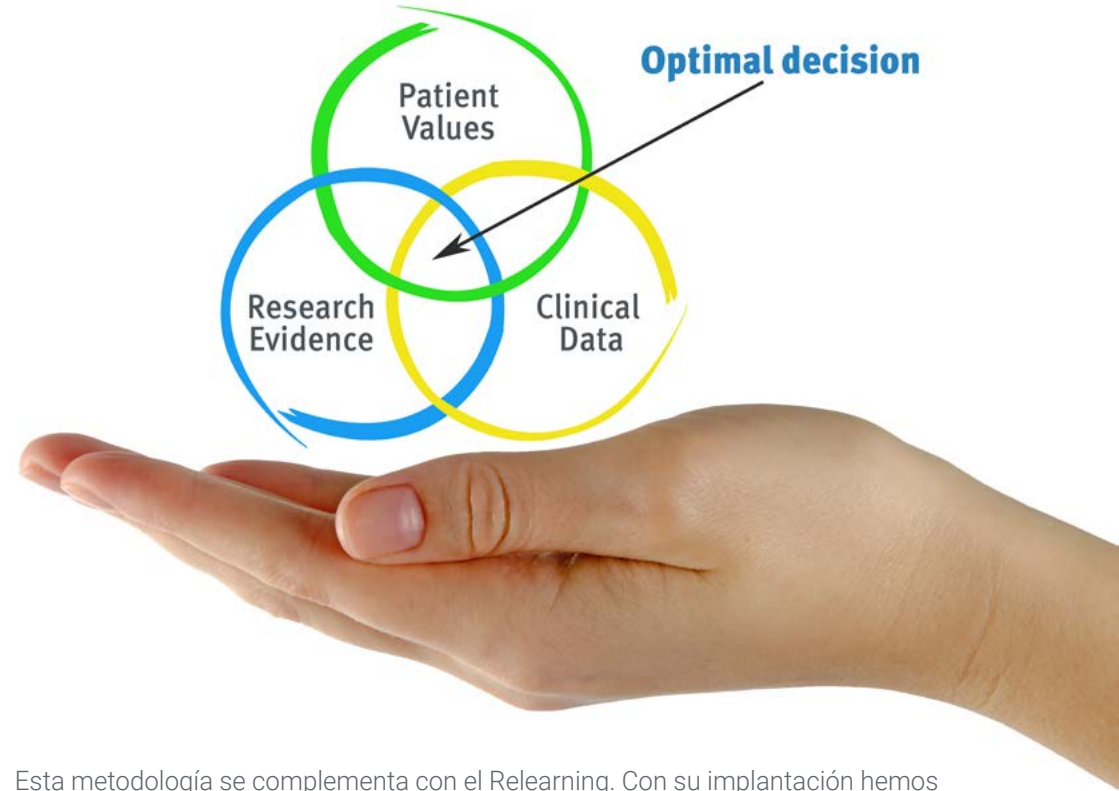 Optimal decision
Patient
Values
Research
Evidence
Clinical
Data
Esta metodología se complementa con el Relearning. Con su implantación hemos